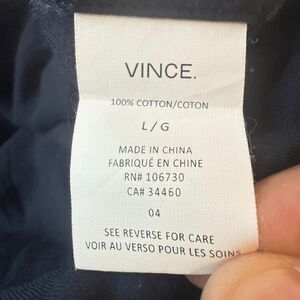 VINCE.
100% COTTON/COTON
L/G
MADE IN CHINA
FABRIQUÉ EN CHINE
RN# 106730
CA# 34460
04
SEE REVERSE FOR CARE
VOIR AU VERSO POUR LES SOINS